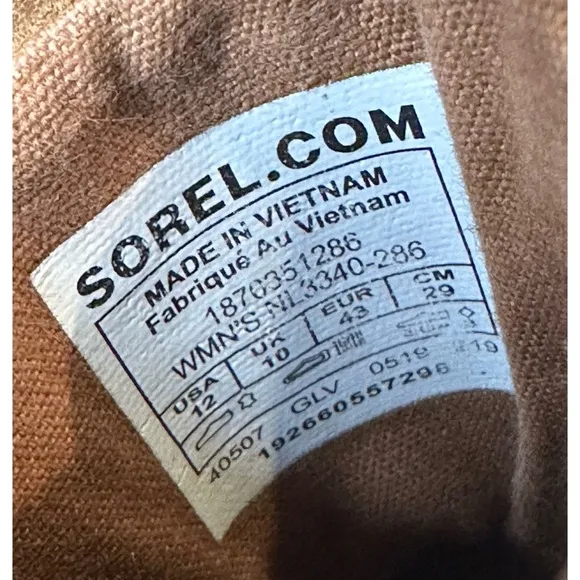 SOREL.COM
MADE IN VIETNAM
Fabriqué Au Vietnam
1876351286
WMN'S NL3340-286
USA UK EUR CM
12 10 43 29
40507 GLV 0519 219
192660557296